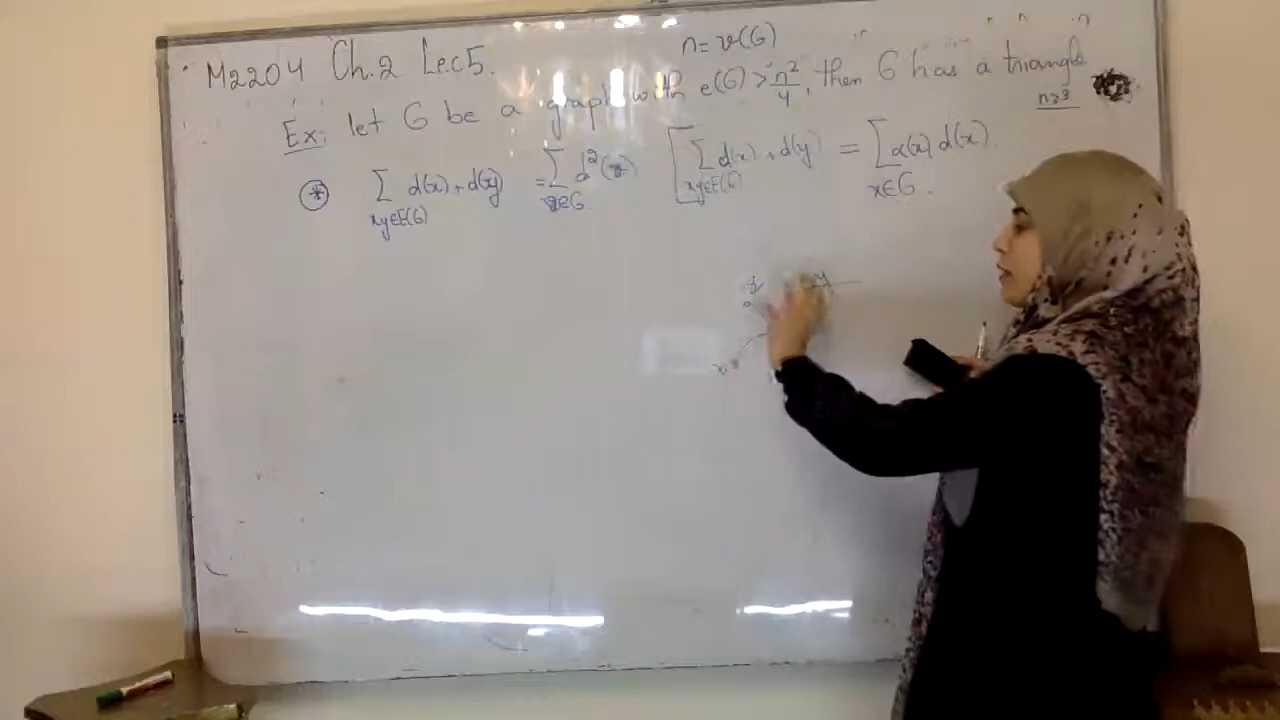 M2204 Ch.2 Lec5.
n = v(G)
Ex: let G be a graph with e(G) > n²/4, then G has a triangle
n≥3
(*) ∑ d(x) + d(y) = ∑ d²(x) [ ∑ d(x) + d(y) = ∑ α(x) d(x).
xy∈E(G) x∈G xy∈E(G) x∈G.
y
x